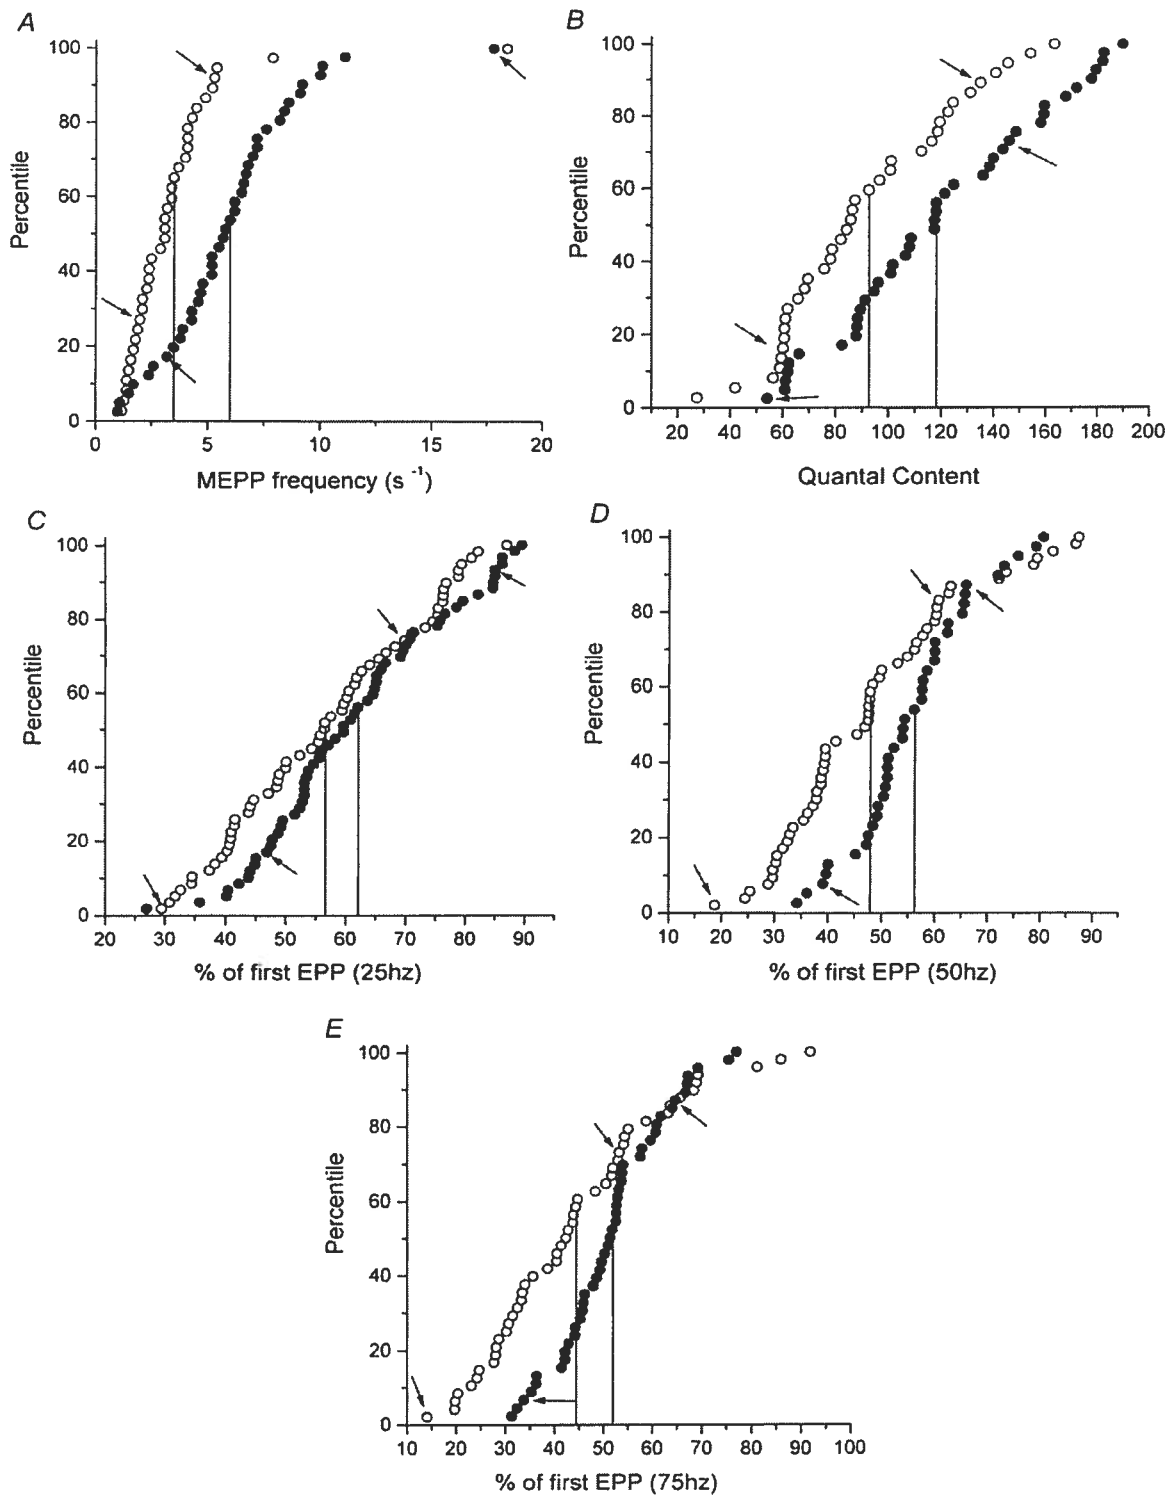 A
100
80
60
40
20
0
Percentile
0 5 10 15 20
MEPP frequency (s -1)
B
100
80
60
40
20
0
Percentile
20 40 60 80 100 120 140 160 180 200
Quantal Content
C
100
80
60
40
20
0
Percentile
20 30 40 50 60 70 80 90
% of first EPP (25hz)
D
100
80
60
40
20
0
Percentile
10 20 30 40 50 60 70 80 90
% of first EPP (50hz)
E
100
80
60
40
20
0
Percentile
10 20 30 40 50 60 70 80 90 100
% of first EPP (75hz)